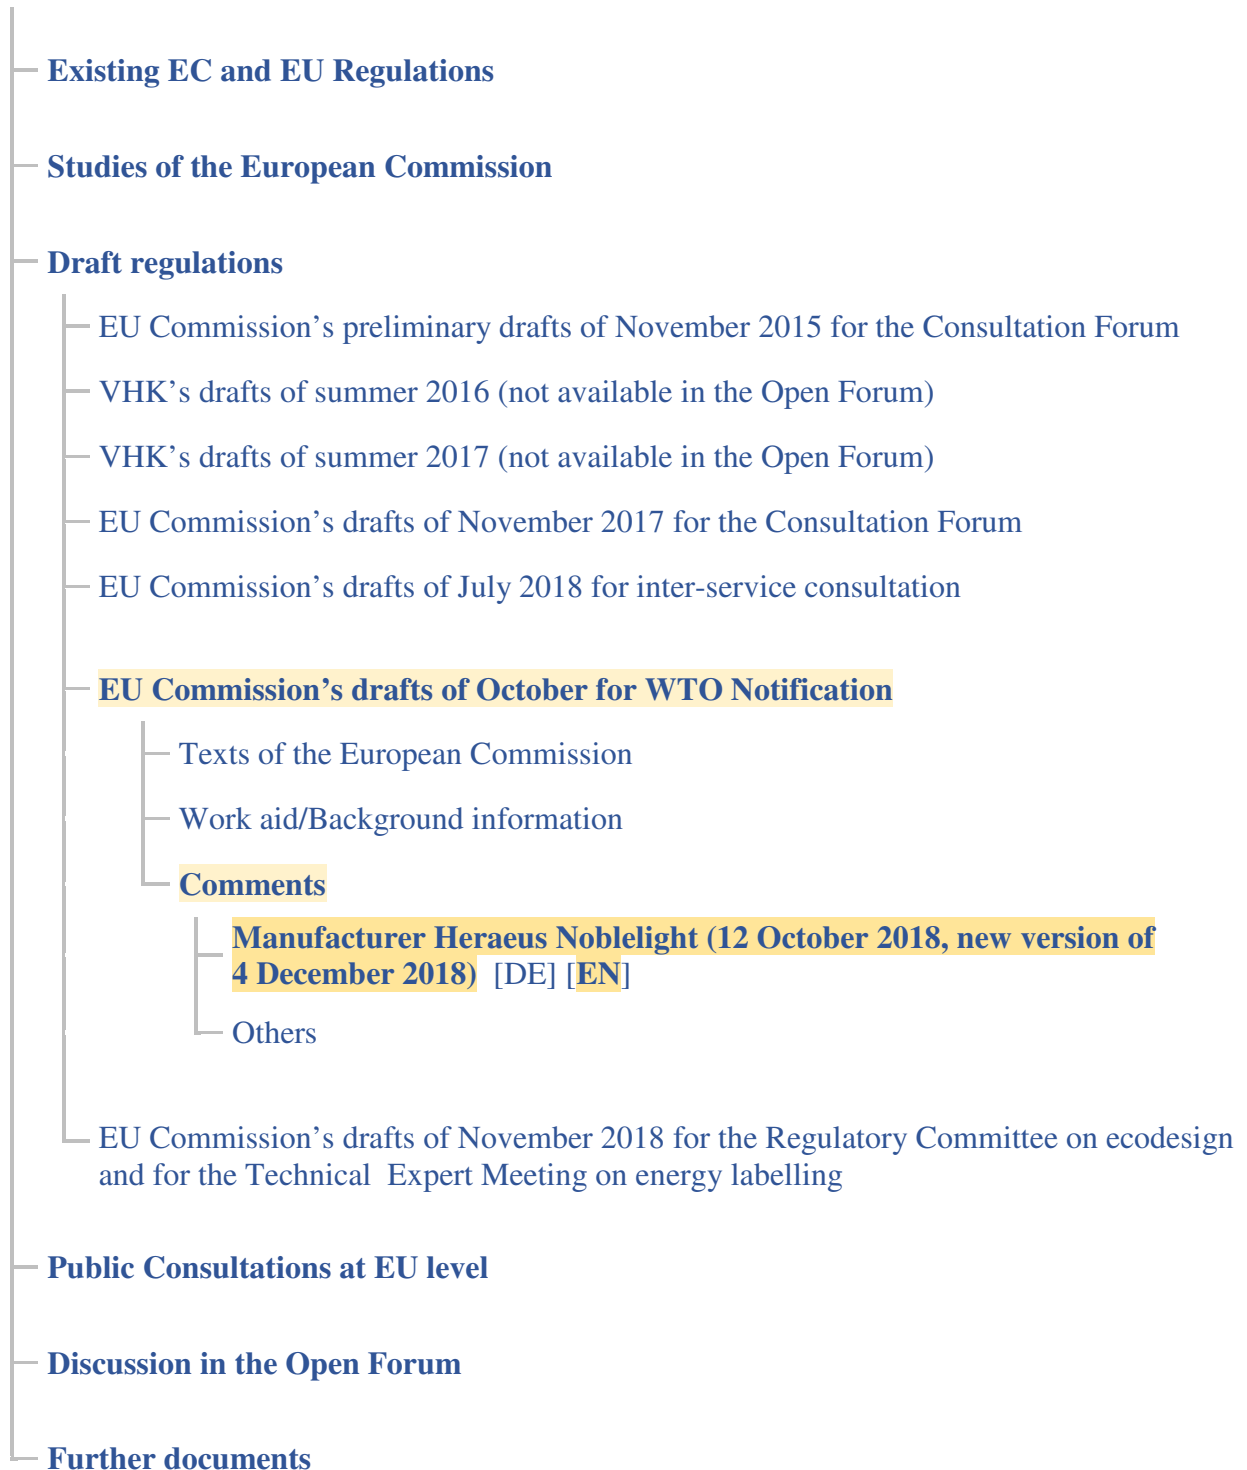 Existing EC and EU Regulations
Studies of the European Commission
Draft regulations
EU Commission’s preliminary drafts of November 2015 for the Consultation Forum
VHK’s drafts of summer 2016 (not available in the Open Forum)
VHK’s drafts of summer 2017 (not available in the Open Forum)
EU Commission’s drafts of November 2017 for the Consultation Forum
EU Commission’s drafts of July 2018 for inter-service consultation
EU Commission’s drafts of October for WTO Notification
Texts of the European Commission
Work aid/Background information
Comments
Manufacturer Heraeus Noblelight (12 October 2018, new version of
4 December 2018) [DE] [EN]
Others
EU Commission’s drafts of November 2018 for the Regulatory Committee on ecodesign
and for the Technical Expert Meeting on energy labelling
Public Consultations at EU level
Discussion in the Open Forum
Further documents